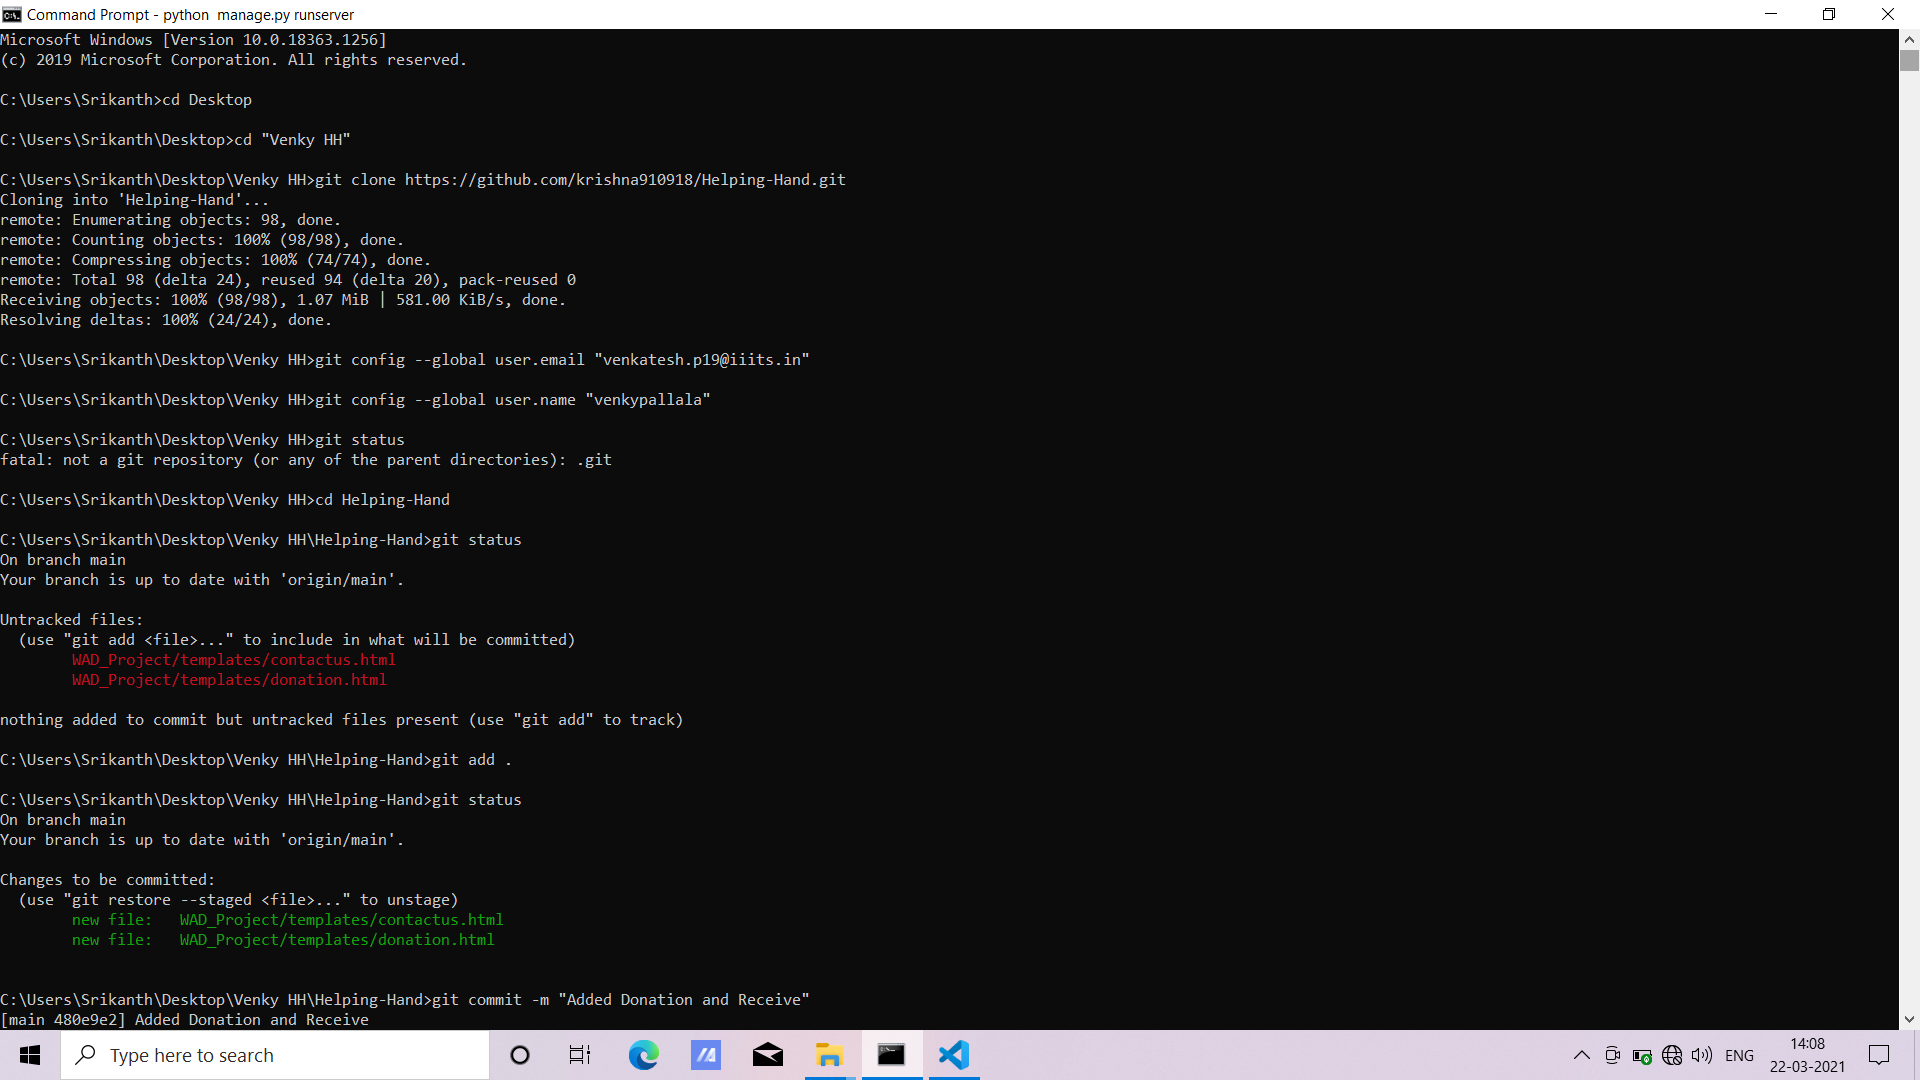 Command Prompt - python  manage.py runserver
Microsoft Windows [Version 10.0.18363.1256]
(c) 2019 Microsoft Corporation. All rights reserved.
C:\Users\Srikanth>cd Desktop
C:\Users\Srikanth\Desktop>cd "Venky HH"
C:\Users\Srikanth\Desktop\Venky HH>git clone https://github.com/krishna910918/Helping-Hand.git
Cloning into 'Helping-Hand'...
remote: Enumerating objects: 98, done.
remote: Counting objects: 100% (98/98), done.
remote: Compressing objects: 100% (74/74), done.
remote: Total 98 (delta 24), reused 94 (delta 20), pack-reused 0
Receiving objects: 100% (98/98), 1.07 MiB | 581.00 KiB/s, done.
Resolving deltas: 100% (24/24), done.
C:\Users\Srikanth\Desktop\Venky HH>git config --global user.email "venkatesh.p19@iiits.in"
C:\Users\Srikanth\Desktop\Venky HH>git config --global user.name "venkypallala"
C:\Users\Srikanth\Desktop\Venky HH>git status
fatal: not a git repository (or any of the parent directories): .git
C:\Users\Srikanth\Desktop\Venky HH>cd Helping-Hand
C:\Users\Srikanth\Desktop\Venky HH\Helping-Hand>git status
On branch main
Your branch is up to date with 'origin/main'.
Untracked files:
  (use "git add <file>..." to include in what will be committed)
        WAD_Project/templates/contactus.html
        WAD_Project/templates/donation.html
nothing added to commit but untracked files present (use "git add" to track)
C:\Users\Srikanth\Desktop\Venky HH\Helping-Hand>git add .
C:\Users\Srikanth\Desktop\Venky HH\Helping-Hand>git status
On branch main
Your branch is up to date with 'origin/main'.
Changes to be committed:
  (use "git restore --staged <file>..." to unstage)
        new file:   WAD_Project/templates/contactus.html
        new file:   WAD_Project/templates/donation.html
C:\Users\Srikanth\Desktop\Venky HH\Helping-Hand>git commit -m "Added Donation and Receive"
[main 480e9e2] Added Donation and Receive
Type here to search
ENG
14:08
22-03-2021